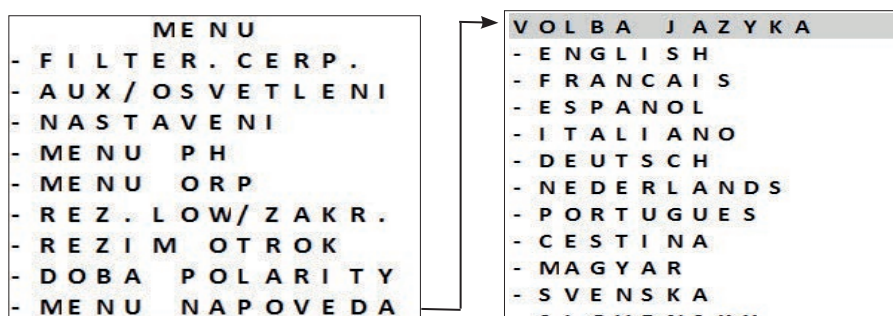 MENU
- FILTER. CERP.
- AUX/OSVETLENI
- NASTAVENI
- MENU PH
- MENU ORP
- REZ.LOW/ZAKR.
- REZIM OTROK
- DOBA POLARITY
- MENU NAPOVEDA
VOLBA JAZYKA
- ENGLISH
- FRANCAIS
- ESPANOL
- ITALIANO
- DEUTSCH
- NEDERLANDS
- PORTUGUES
- CESTINA
- MAGYAR
- SVENSKA